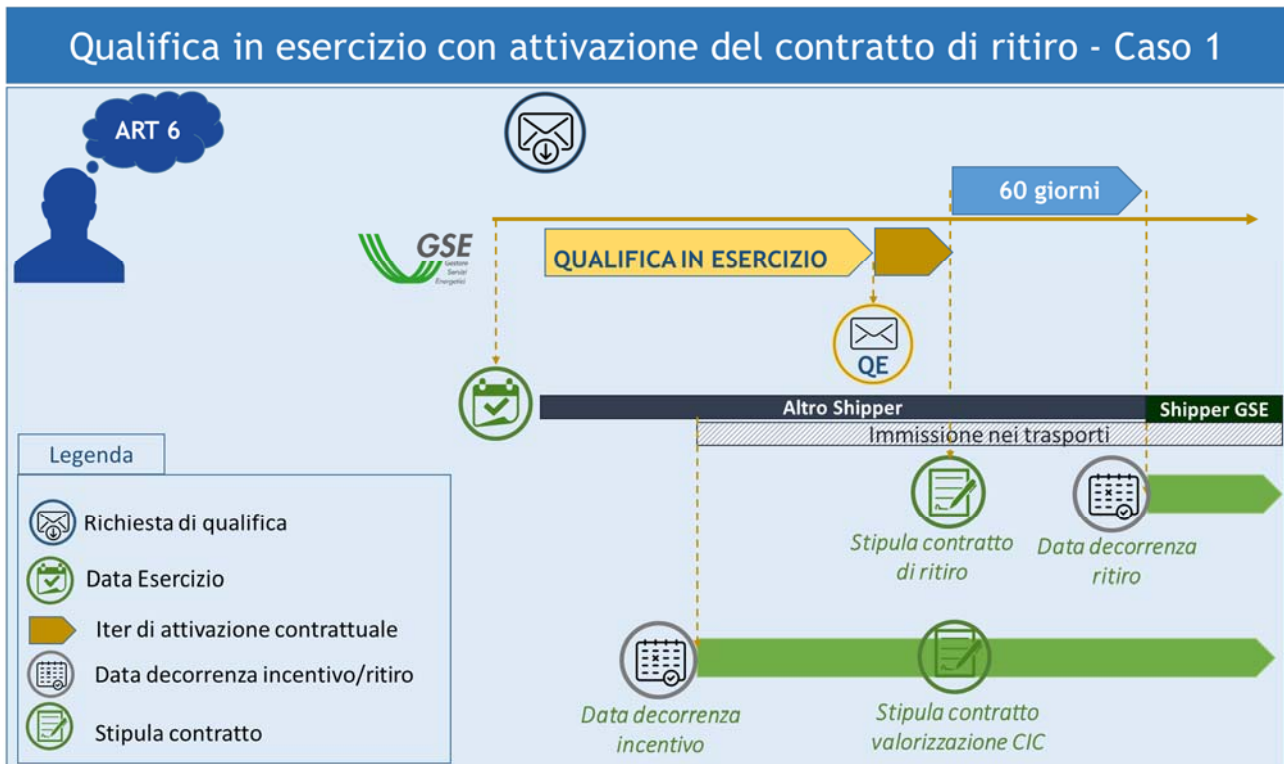 Qualifica in esercizio con attivazione del contratto di ritiro - Caso 1
ART 6
60 giorni
GSE
Gestore
Servizi
Energetici
QUALIFICA IN ESERCIZIO
QE
Altro Shipper
Shipper GSE
Immissione nei trasporti
Legenda
Richiesta di qualifica
Data Esercizio
Iter di attivazione contrattuale
Data decorrenza incentivo/ritiro
Stipula contratto
Stipula contratto
di ritiro
Data decorrenza
ritiro
Data decorrenza
incentivo
Stipula contratto
valorizzazione CIC